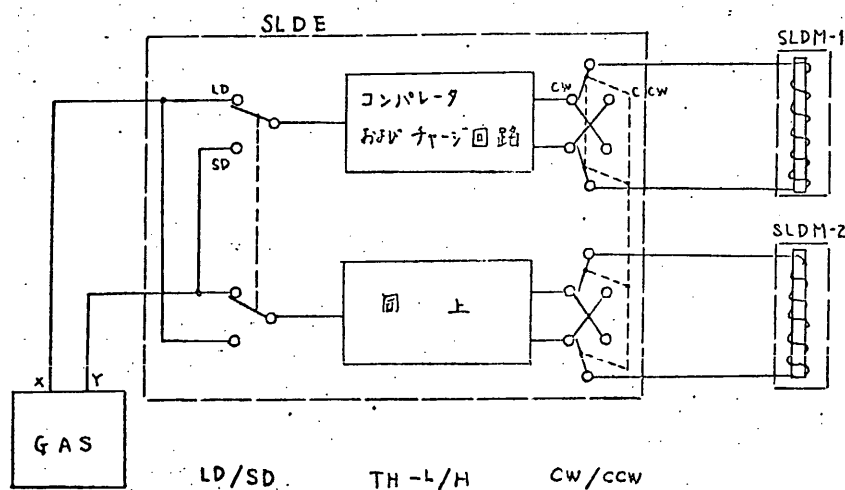 SLDE
SLDM-1
LD
コンパレータ
および チャージ回路
CW
CCW
SD
SLDM-2
同 上
X
Y
GAS
LD/SD
TH-L/H
CW/CCW